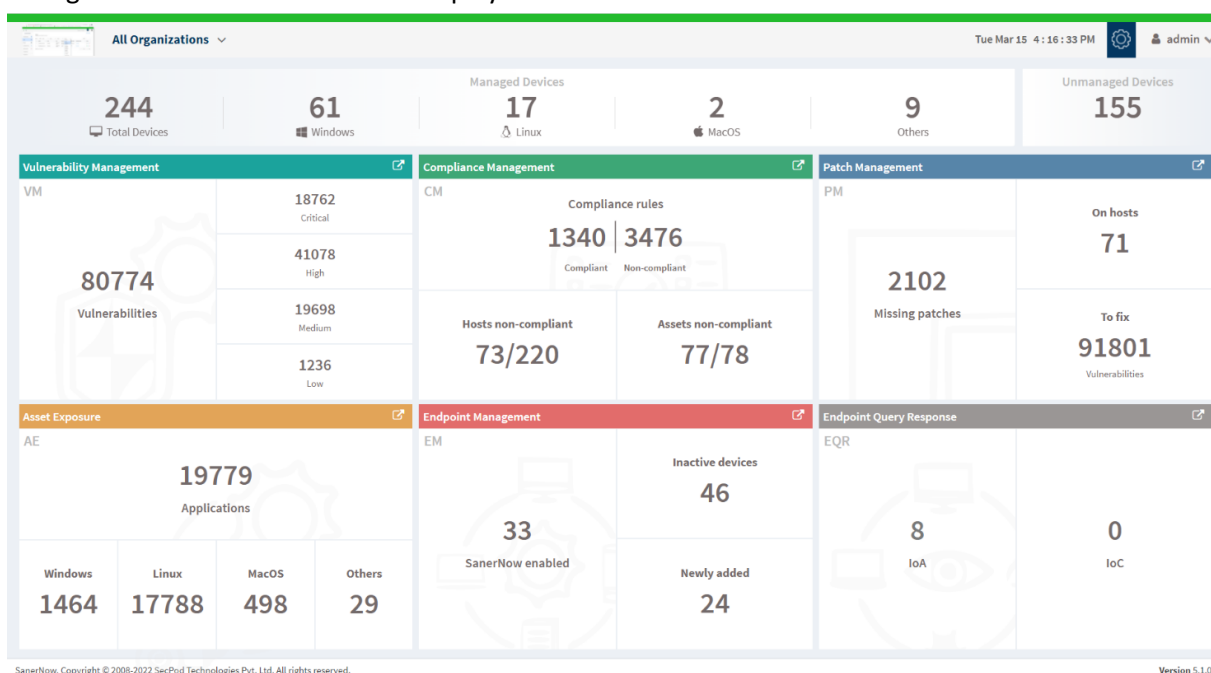 All Organizations
Tue Mar 15 4 : 16 : 33 PM
admin
Managed Devices
Unmanaged Devices
244
61
17
2
9
155
Total Devices
Windows
Linux
MacOS
Others
Vulnerability Management
VM
80774
Vulnerabilities
18762
Critical
41078
High
19698
Medium
1236
Low
Compliance Management
CM
Compliance rules
1340 3476
Compliant Non-compliant
Hosts non-compliant
73/220
Assets non-compliant
77/78
Patch Management
PM
2102
Missing patches
On hosts
71
To fix
91801
Vulnerabilities
Asset Exposure
AE
19779
Applications
Windows Linux MacOS Others
1464 17788 498 29
Endpoint Management
EM
33
SanerNow enabled
Inactive devices
46
Newly added
24
Endpoint Query Response
EQR
8
IoA
0
IoC
SanerNow. Copyright © 2008-2022 SecPod Technologies Pvt. Ltd. All rights reserved.
Version 5.1.0